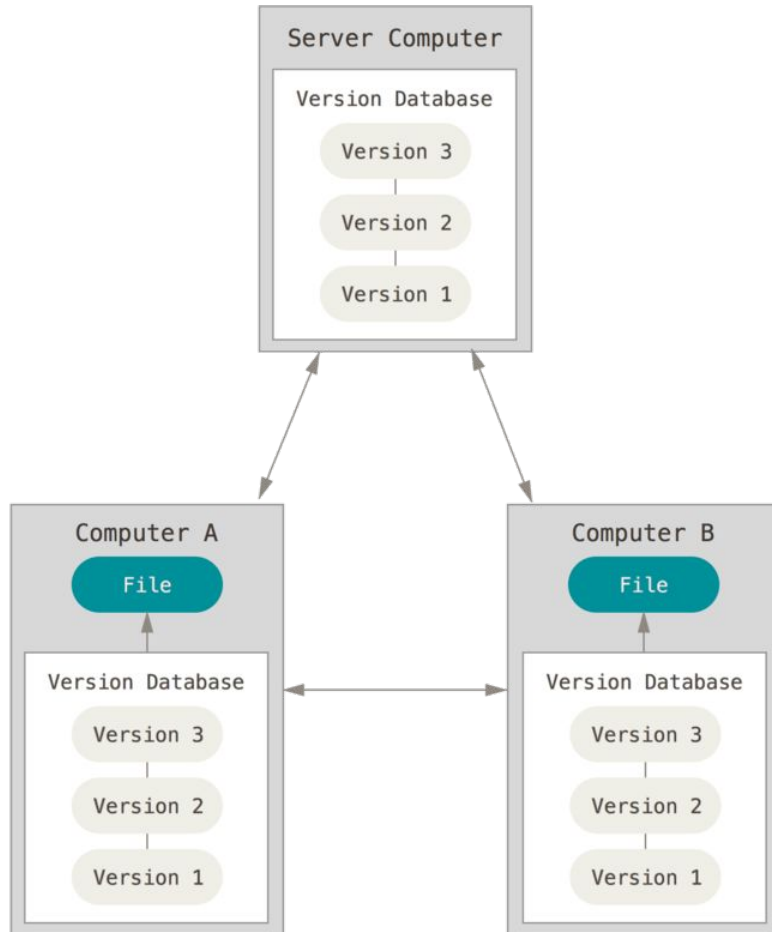 Server Computer
Version Database
Version 3
Version 2
Version 1
Computer A
File
Version Database
Version 3
Version 2
Version 1
Computer B
File
Version Database
Version 3
Version 2
Version 1